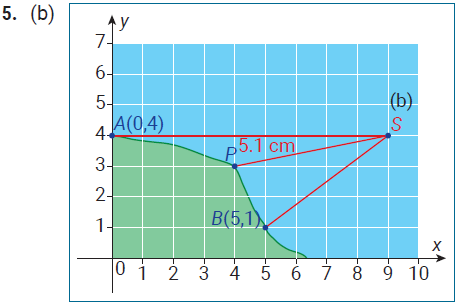 5. (b)
y
7
6
5
(b)
A(0,4)
S
4
P 5.1 cm
3
2
B(5,1)
1
x
0 1 2 3 4 5 6 7 8 9 10